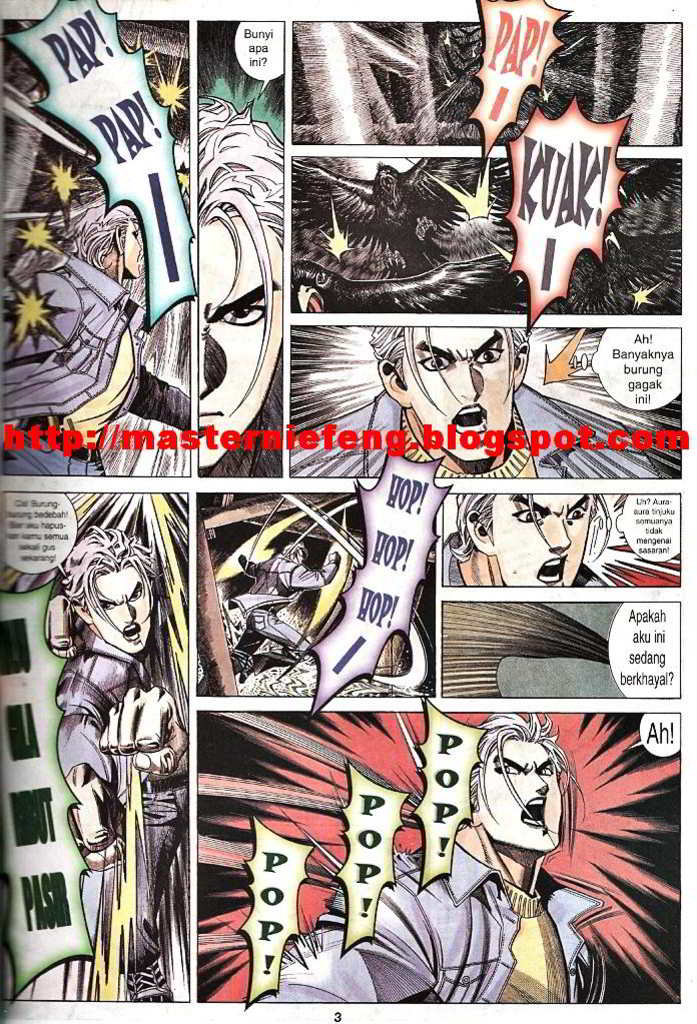 PAP!
PAP!
Bunyi
apa
ini?
PAP!
KUAK!
Ah!
Banyaknya
burung
gagak
ini!
http://masterniefeng.blogspot.com
Burung-
burung bedebah!
Biar aku hapus-
kan kamu semua
sekali gus
sekarang!
RIBUT
PASIR
HOP!
HOP!
HOP!
Uh? Aura-
aura tinjuku
semuanya
tidak
mengenai
sasaran!
Apakah
aku ini
sedang
berkhayal?
Ah!
POP!
POP!
POP!
3